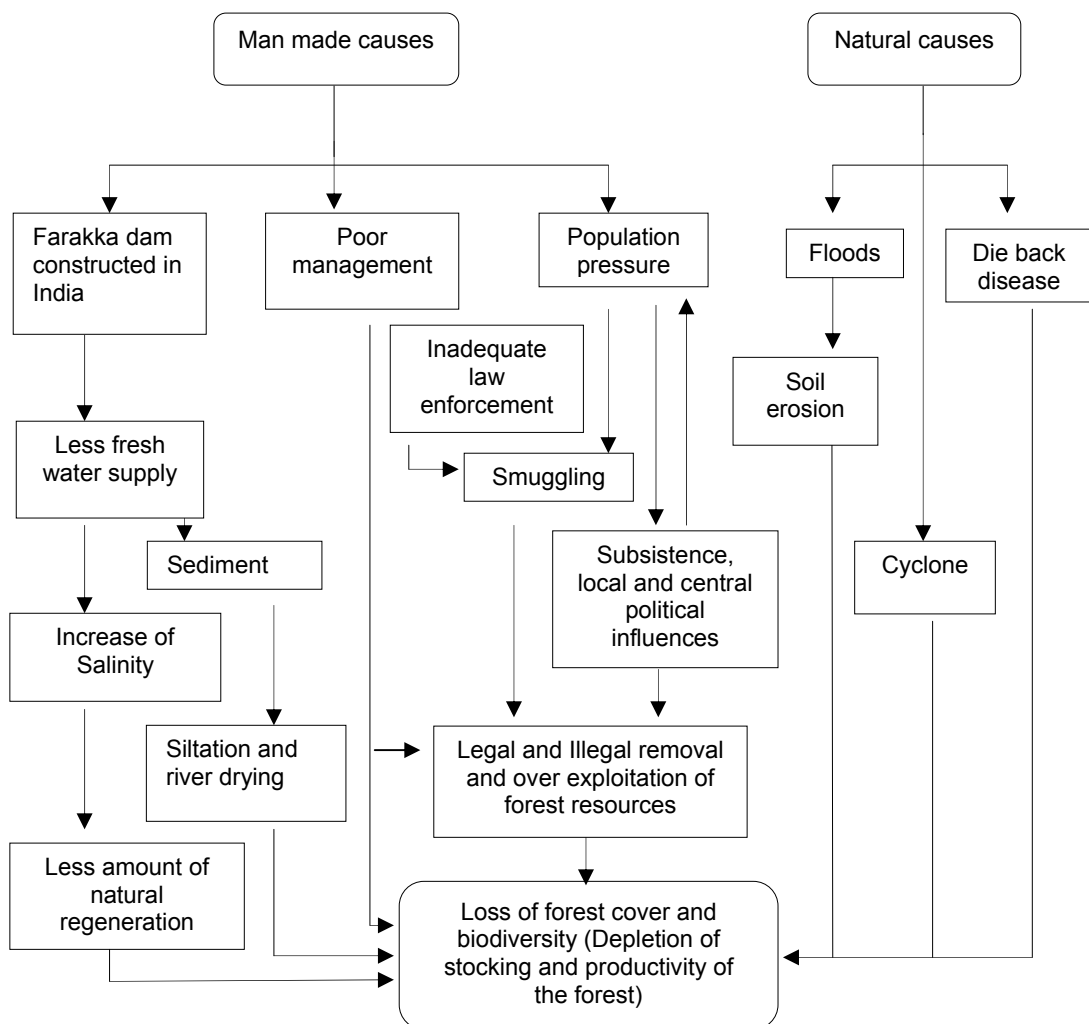 Man made causes
Natural causes
Farakka dam
constructed in
India
Poor
management
Population
pressure
Floods
Die back
disease
Inadequate
law
enforcement
Soil
erosion
Less fresh
water supply
Smuggling
Sediment
Subsistence,
local and central
political
influences
Cyclone
Increase of
Salinity
Siltation and
river drying
Legal and Illegal removal
and over exploitation of
forest resources
Less amount of
natural
regeneration
Loss of forest cover and
biodiversity (Depletion of
stocking and productivity of
the forest)